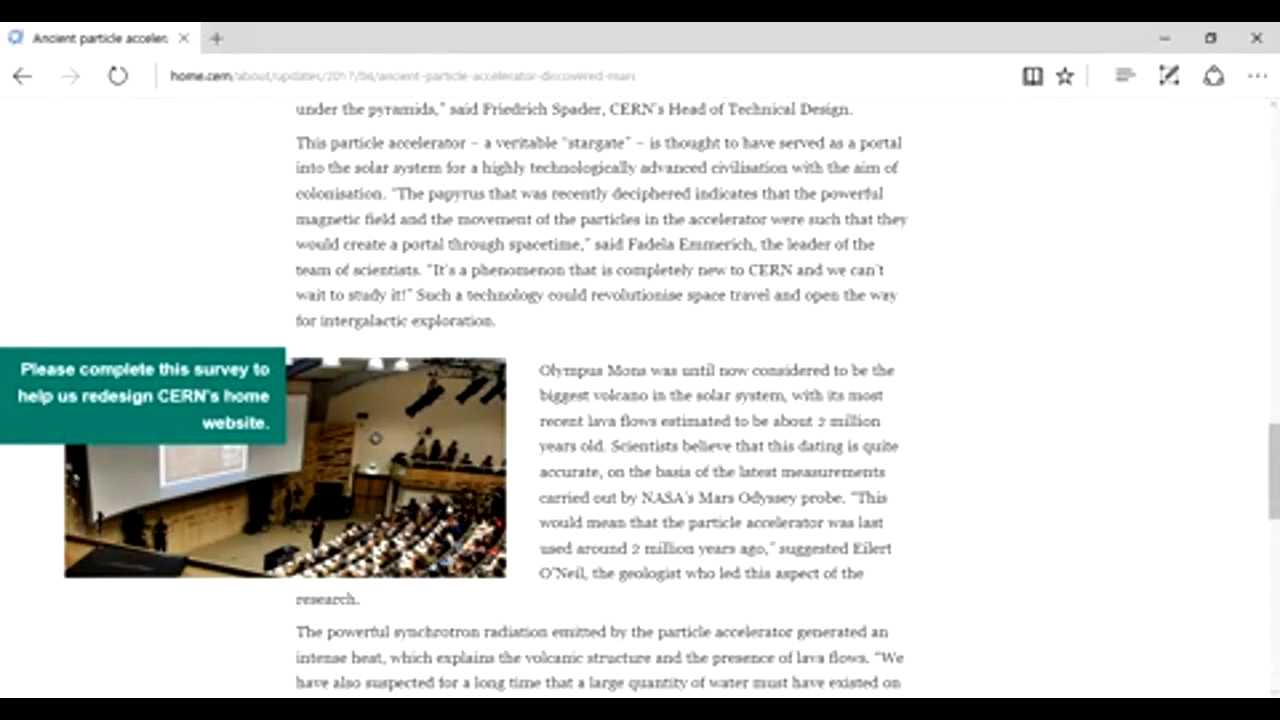 Ancient particle acceler
home.cern/about/updates/2017/04/ancient-particle-accelerator-discovered-mars
under the pyramids," said Friedrich Spader, CERN's Head of Technical Design.
This particle accelerator – a veritable "stargate" – is thought to have served as a portal
into the solar system for a highly technologically advanced civilisation with the aim of
colonisation. "The papyrus that was recently deciphered indicates that the powerful
magnetic field and the movement of the particles in the accelerator were such that they
would create a portal through spacetime," said Fadela Emmerich, the leader of the
team of scientists. "It's a phenomenon that is completely new to CERN and we can't
wait to study it!" Such a technology could revolutionise space travel and open the way
for intergalactic exploration.
Please complete this survey to
help us redesign CERN's home
website.
Olympus Mons was until now considered to be the
biggest volcano in the solar system, with its most
recent lava flows estimated to be about 2 million
years old. Scientists believe that this dating is quite
accurate, on the basis of the latest measurements
carried out by NASA's Mars Odyssey probe. "This
would mean that the particle accelerator was last
used around 2 million years ago," suggested Eilert
O'Neil, the geologist who led this aspect of the
research.
The powerful synchrotron radiation emitted by the particle accelerator generated an
intense heat, which explains the volcanic structure and the presence of lava flows. "We
have also suspected for a long time that a large quantity of water must have existed on